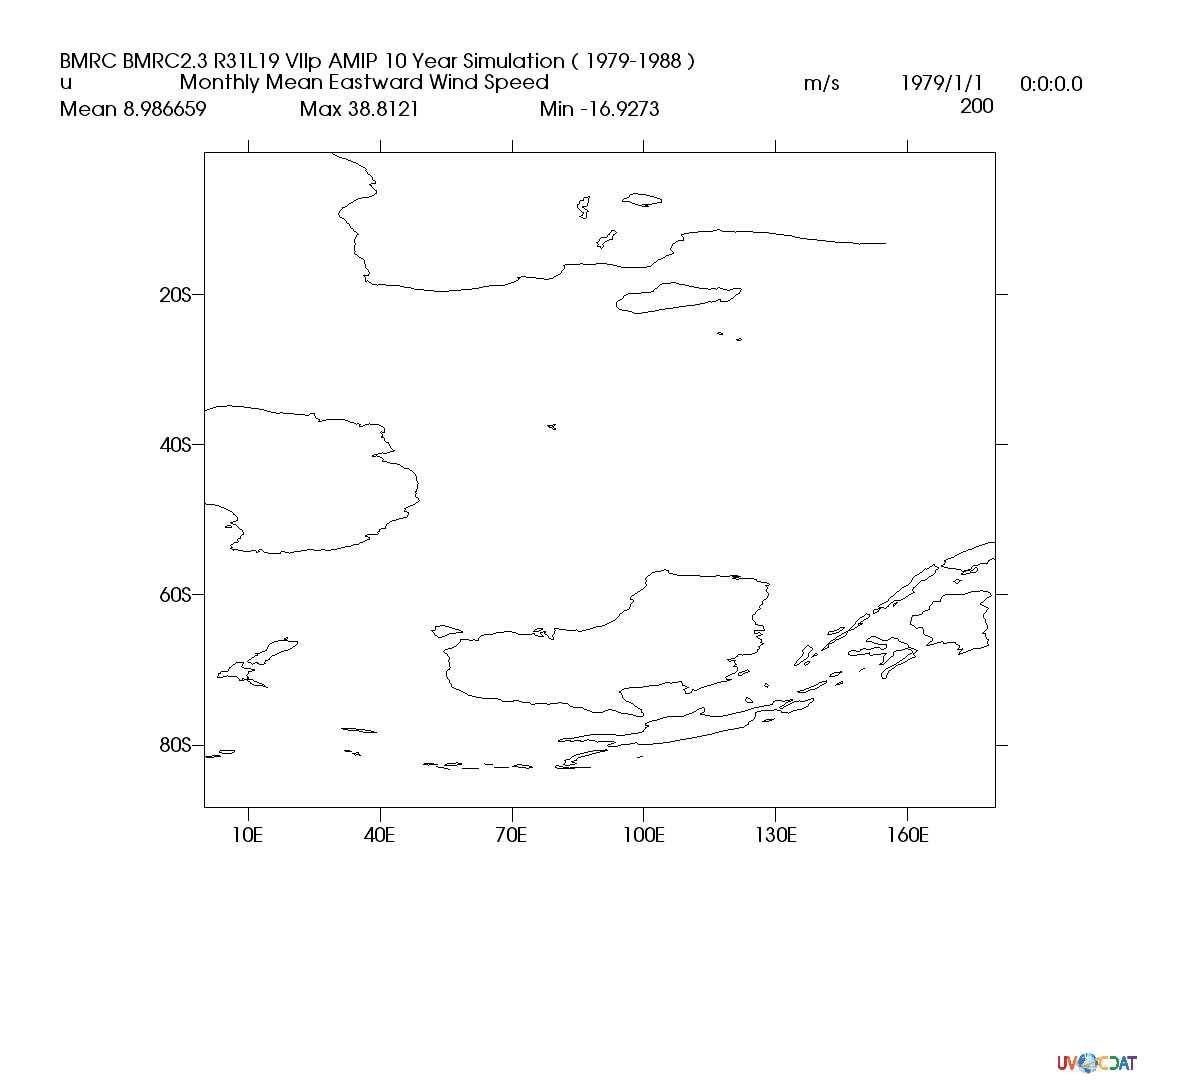 BMRC BMRC2.3 R31L19 VIIp AMIP 10 Year Simulation ( 1979-1988 )
u Monthly Mean Eastward Wind Speed m/s 1979/1/1 0:0:0.0
Mean 8.986659 Max 38.8121 Min -16.9273 200
20S
40S
60S
80S
10E 40E 70E 100E 130E 160E
UV CDAT